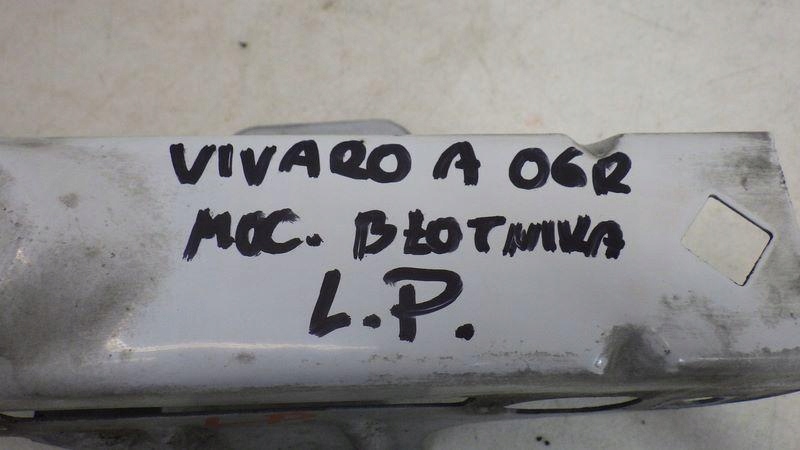 VIVARO A 06R
MOC. BŁOTNIKA
L.P.